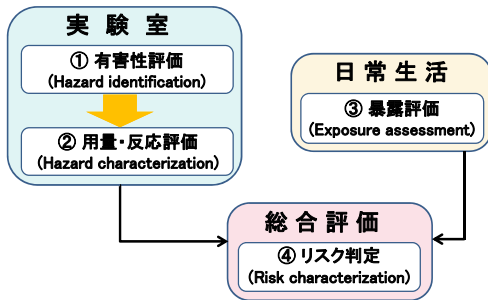 実験室
① 有害性評価
(Hazard identification)
② 用量・反応評価
(Hazard characterization)
日常生活
③ 暴露評価
(Exposure assessment)
総合評価
④ リスク判定
(Risk characterization)